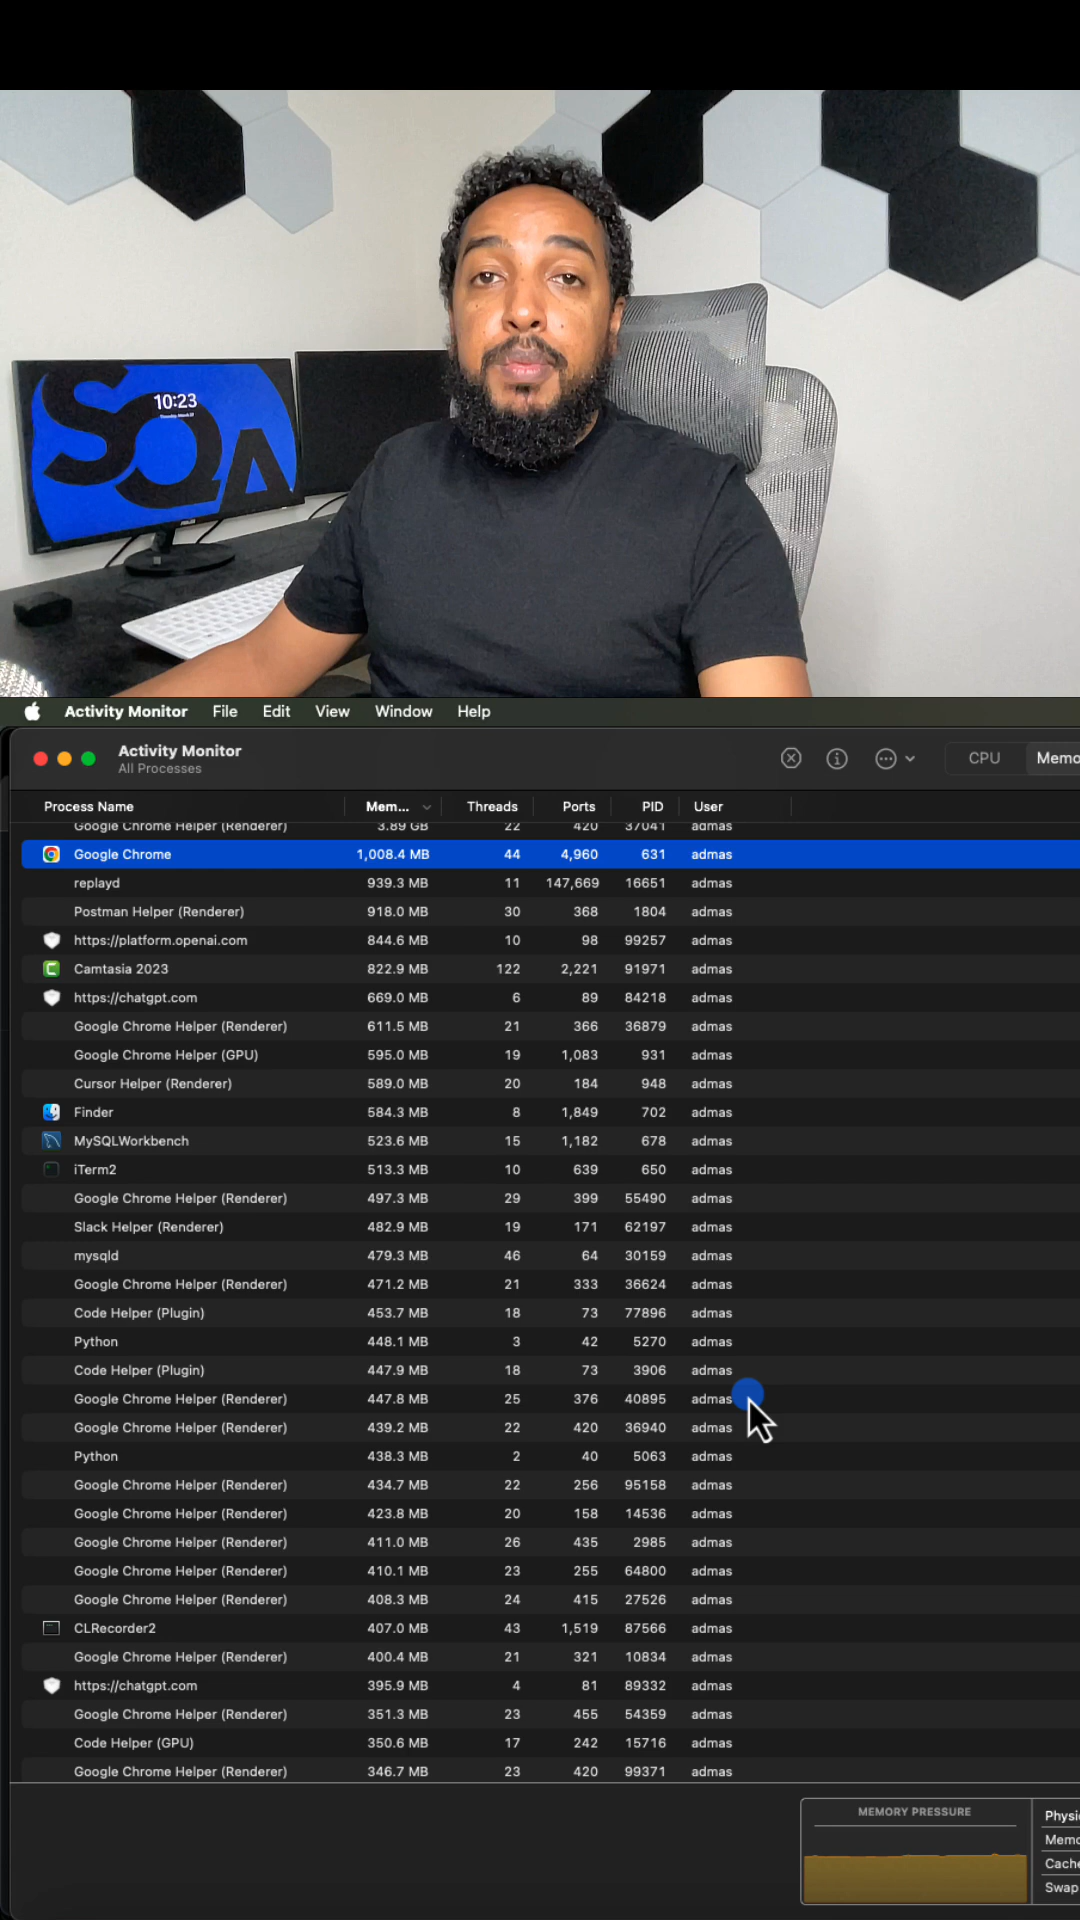 SQA
10:23
Activity Monitor File Edit View Window Help
Activity Monitor
All Processes
CPU Memo
Process Name Mem... Threads Ports PID User
Google Chrome Helper (Renderer) 3.89 GB 22 420 37041 admas
Google Chrome 1,008.4 MB 44 4,960 631 admas
replayd 939.3 MB 11 147,669 16651 admas
Postman Helper (Renderer) 918.0 MB 30 368 1804 admas
https://platform.openai.com 844.6 MB 10 98 99257 admas
Camtasia 2023 822.9 MB 122 2,221 91971 admas
https://chatgpt.com 669.0 MB 6 89 84218 admas
Google Chrome Helper (Renderer) 611.5 MB 21 366 36879 admas
Google Chrome Helper (GPU) 595.0 MB 19 1,083 931 admas
Cursor Helper (Renderer) 589.0 MB 20 184 948 admas
Finder 584.3 MB 8 1,849 702 admas
MySQLWorkbench 523.6 MB 15 1,182 678 admas
iTerm2 513.3 MB 10 639 650 admas
Google Chrome Helper (Renderer) 497.3 MB 29 399 55490 admas
Slack Helper (Renderer) 482.9 MB 19 171 62197 admas
mysqld 479.3 MB 46 64 30159 admas
Google Chrome Helper (Renderer) 471.2 MB 21 333 36624 admas
Code Helper (Plugin) 453.7 MB 18 73 77896 admas
Python 448.1 MB 3 42 5270 admas
Code Helper (Plugin) 447.9 MB 18 73 3906 admas
Google Chrome Helper (Renderer) 447.8 MB 25 376 40895 admas
Google Chrome Helper (Renderer) 439.2 MB 22 420 36940 admas
Python 438.3 MB 2 40 5063 admas
Google Chrome Helper (Renderer) 434.7 MB 22 256 95158 admas
Google Chrome Helper (Renderer) 423.8 MB 20 158 14536 admas
Google Chrome Helper (Renderer) 411.0 MB 26 435 2985 admas
Google Chrome Helper (Renderer) 410.1 MB 23 255 64800 admas
Google Chrome Helper (Renderer) 408.3 MB 24 415 27526 admas
CLRecorder2 407.0 MB 43 1,519 87566 admas
Google Chrome Helper (Renderer) 400.4 MB 21 321 10834 admas
https://chatgpt.com 395.9 MB 4 81 89332 admas
Google Chrome Helper (Renderer) 351.3 MB 23 455 54359 admas
Code Helper (GPU) 350.6 MB 17 242 15716 admas
Google Chrome Helper (Renderer) 346.7 MB 23 420 99371 admas
MEMORY PRESSURE
Physi
Memo
Cache
Swap